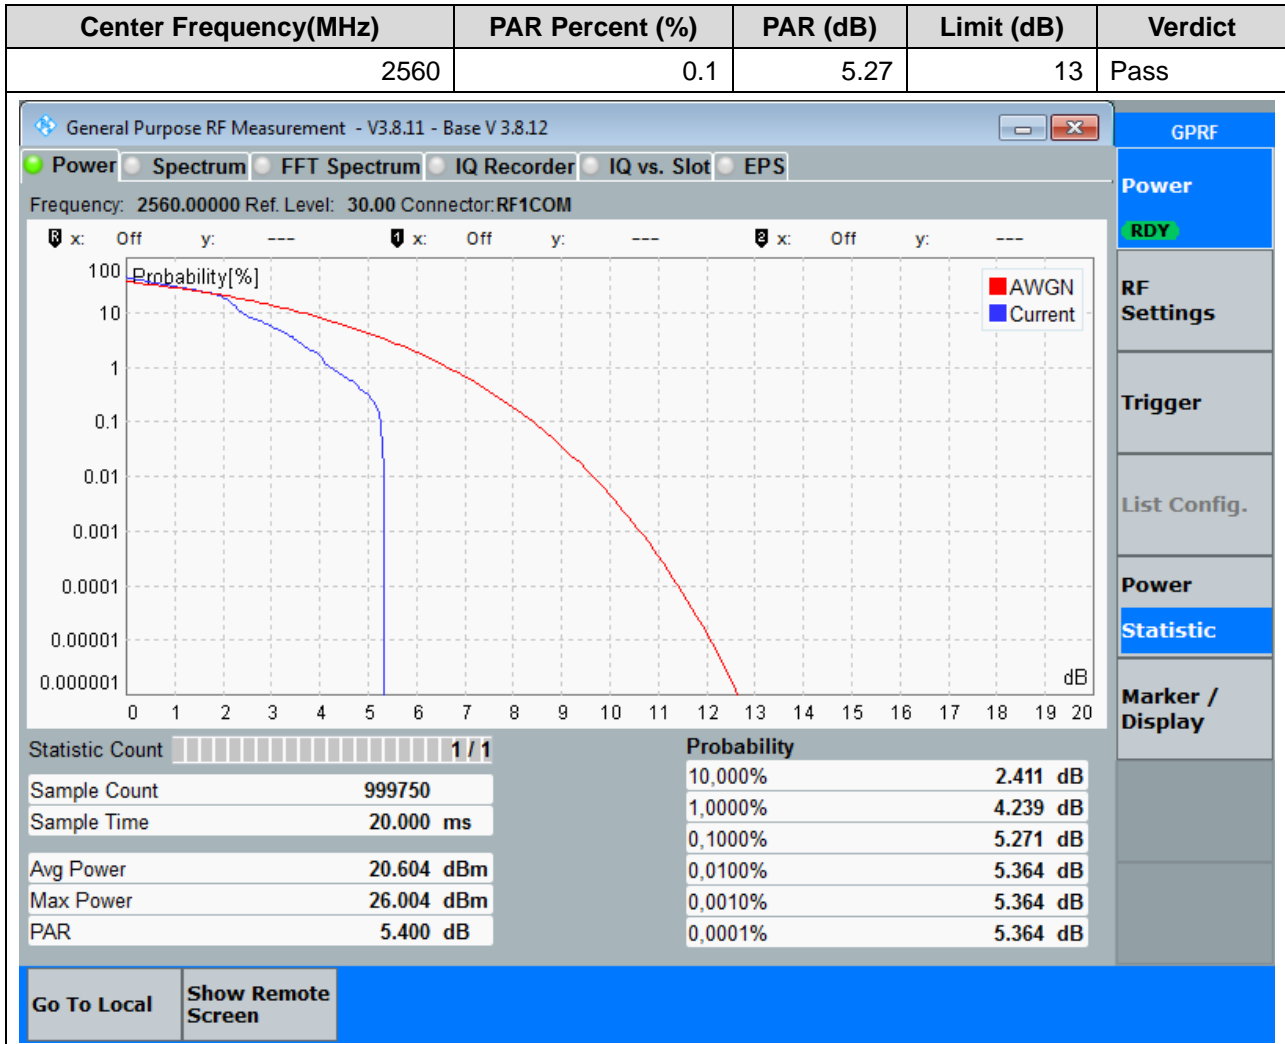 Center Frequency(MHz) PAR Percent (%) PAR (dB) Limit (dB) Verdict
2560 0.1 5.27 13 Pass
General Purpose RF Measurement - V3.8.11 - Base V 3.8.12
GPRF
Power Spectrum FFT Spectrum IQ Recorder IQ vs. Slot EPS
Frequency: 2560.00000 Ref. Level: 30.00 Connector:RF1COM
R x: Off y: --- 1 x: Off y: --- 2 x: Off y: ---
Probability[%]
100
10
1
0.1
0.01
0.001
0.0001
0.00001
0.000001
AWGN
Current
dB
0 1 2 3 4 5 6 7 8 9 10 11 12 13 14 15 16 17 18 19 20
Statistic Count 1 / 1
Sample Count 999750
Sample Time 20.000 ms
Avg Power 20.604 dBm
Max Power 26.004 dBm
PAR 5.400 dB
Probability
10,000% 2.411 dB
1,0000% 4.239 dB
0,1000% 5.271 dB
0,0100% 5.364 dB
0,0010% 5.364 dB
0,0001% 5.364 dB
Power
RDY
RF
Settings
Trigger
List Config.
Power
Statistic
Marker /
Display
Go To Local
Show Remote
Screen